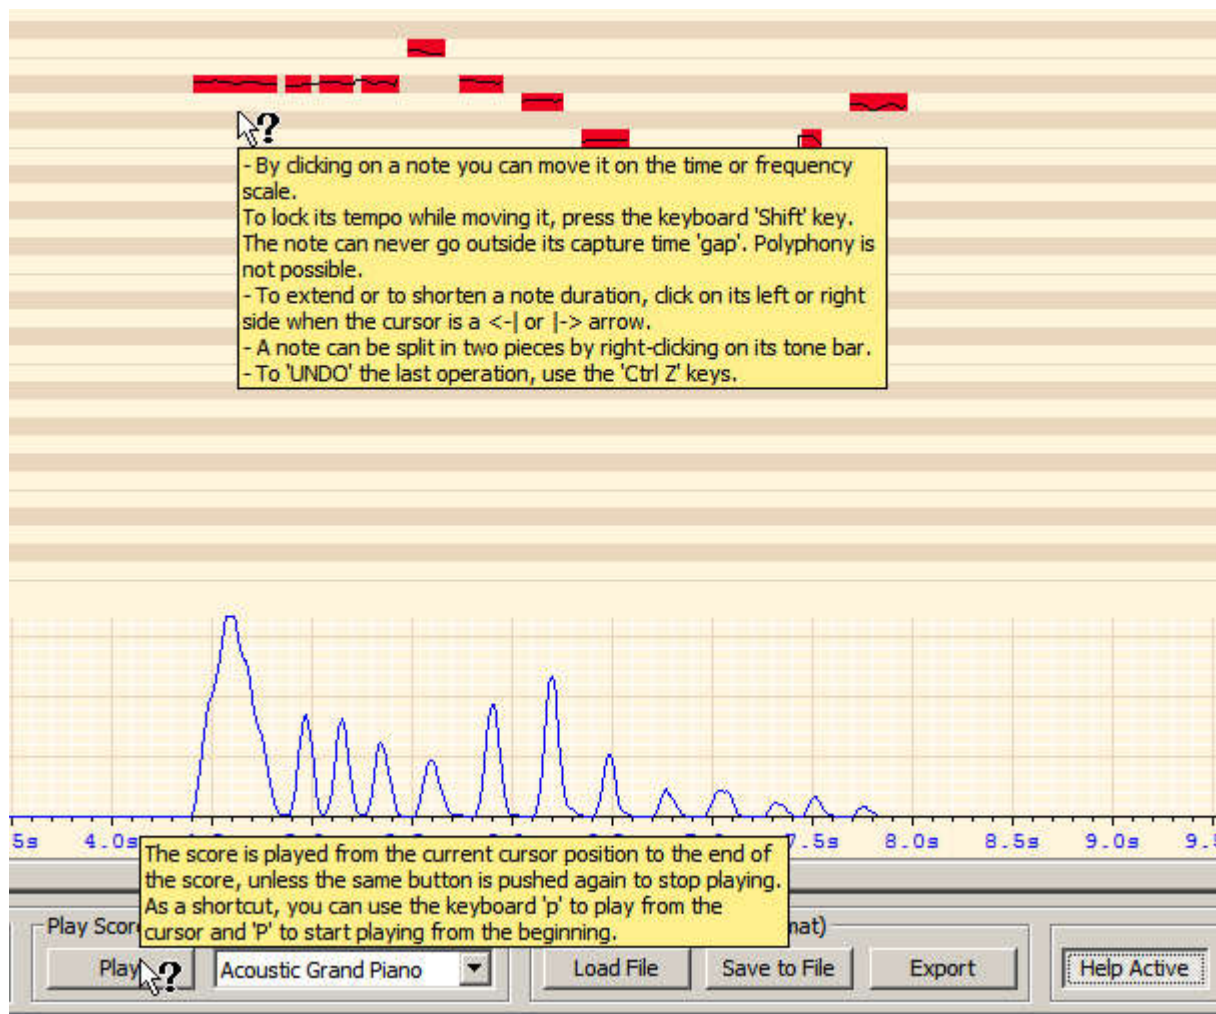 ?
- By clicking on a note you can move it on the time or frequency
scale.
To lock its tempo while moving it, press the keyboard 'Shift' key.
The note can never go outside its capture time 'gap'. Polyphony is
not possible.
- To extend or to shorten a note duration, click on its left or right
side when the cursor is a <-| or |-> arrow.
- A note can be split in two pieces by right-clicking on its tone bar.
- To 'UNDO' the last operation, use the 'Ctrl Z' keys.
5s 4.0s 7.5s 8.0s 8.5s 9.0s 9.
The score is played from the current cursor position to the end of
the score, unless the same button is pushed again to stop playing.
As a shortcut, you can use the keyboard 'p' to play from the
cursor and 'P' to start playing from the beginning.
Play Scor mat)
Play ? Acoustic Grand Piano Load File Save to File Export Help Active